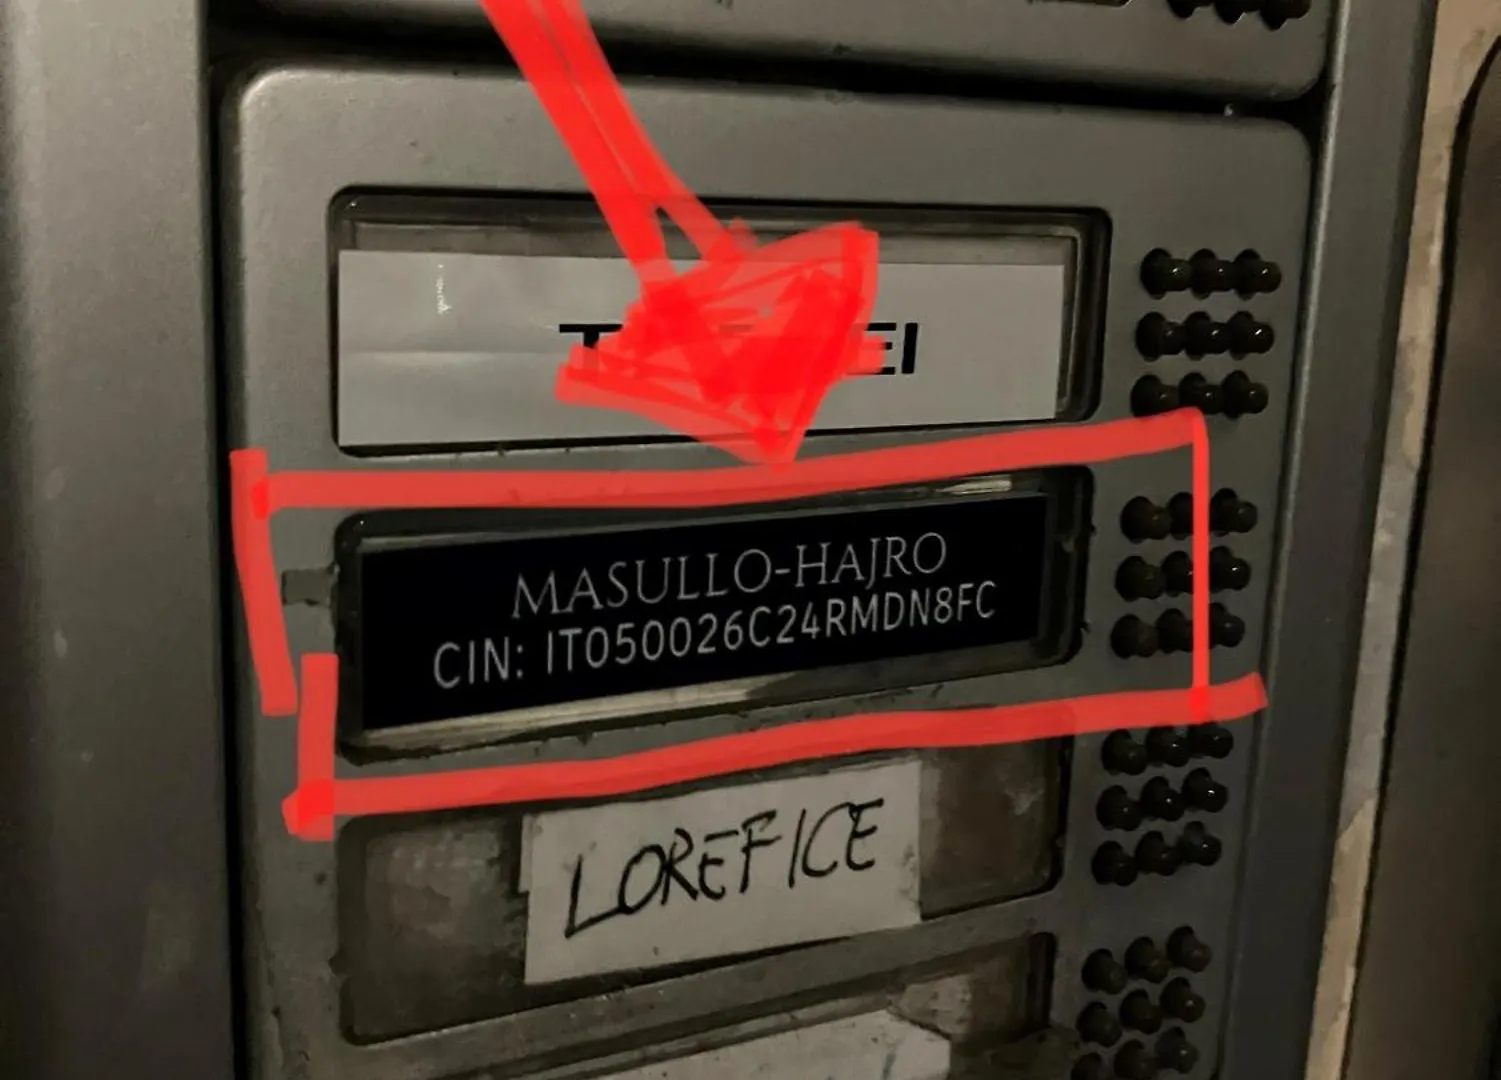 MASULLO-HAJRO
CIN: IT050026C24RMDN8FC
LOREFICE